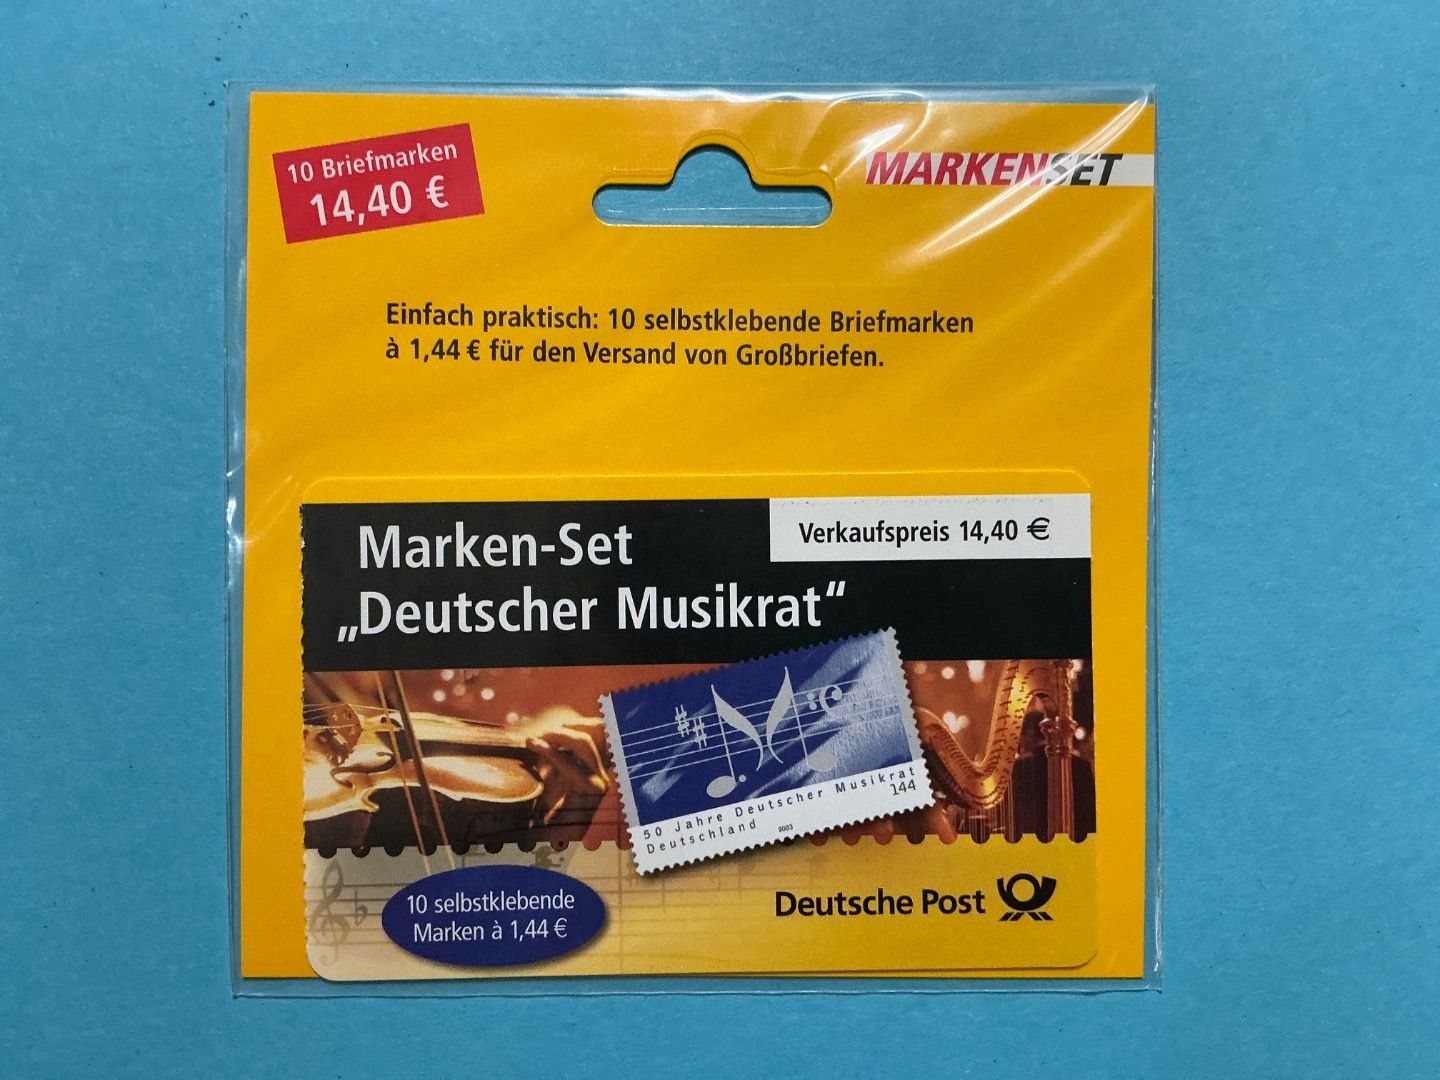 10 Briefmarken
14,40 €
MARKENSET
Einfach praktisch: 10 selbstklebende Briefmarken
à 1,44 € für den Versand von Großbriefen.
Marken-Set
„Deutscher Musikrat“
Verkaufspreis 14,40 €
50 Jahre Deutscher Musikrat
Deutschland
2003
144
10 selbstklebende
Marken à 1,44 €
Deutsche Post